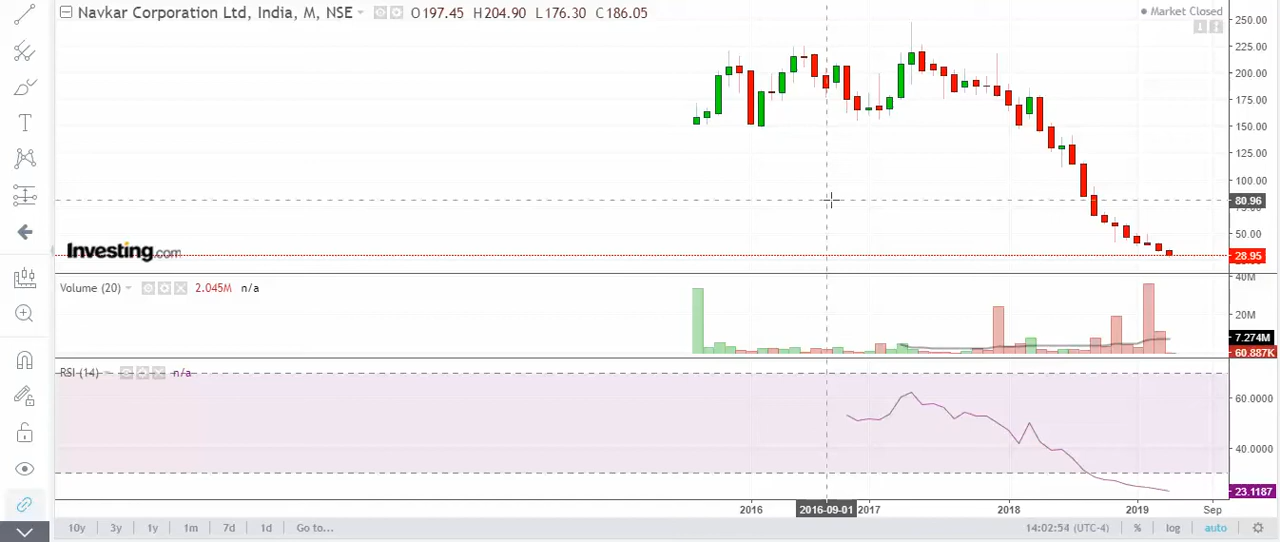 Navkar Corporation Ltd, India, M, NSE O197.45 H204.90 L176.30 C186.05
Market Closed
250.00
225.00
200.00
175.00
150.00
125.00
100.00
80.96
50.00
Investing.com
28.95
40M
Volume (20) 2.045M n/a
20M
7.274M
60.887K
RSI (14) n/a
60.0000
40.0000
23.1187
2016 2016-09-01 2017 2018 2019 Sep
10y 3y 1y 1m 7d 1d Go to... 14:02:54 (UTC-4) % log auto